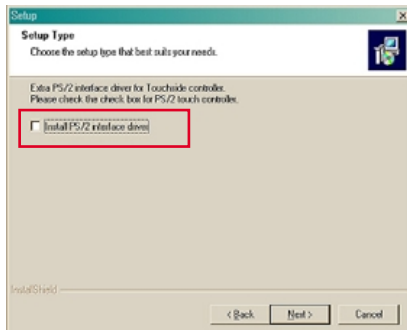 Setup
Setup Type
Choose the setup type that best suits your needs.
Extra PS/2 interface driver for Touchside controller.
Please check the check box for PS/2 touch controller.
Install PS/2 interface driver
InstallShield
< Back
Next >
Cancel